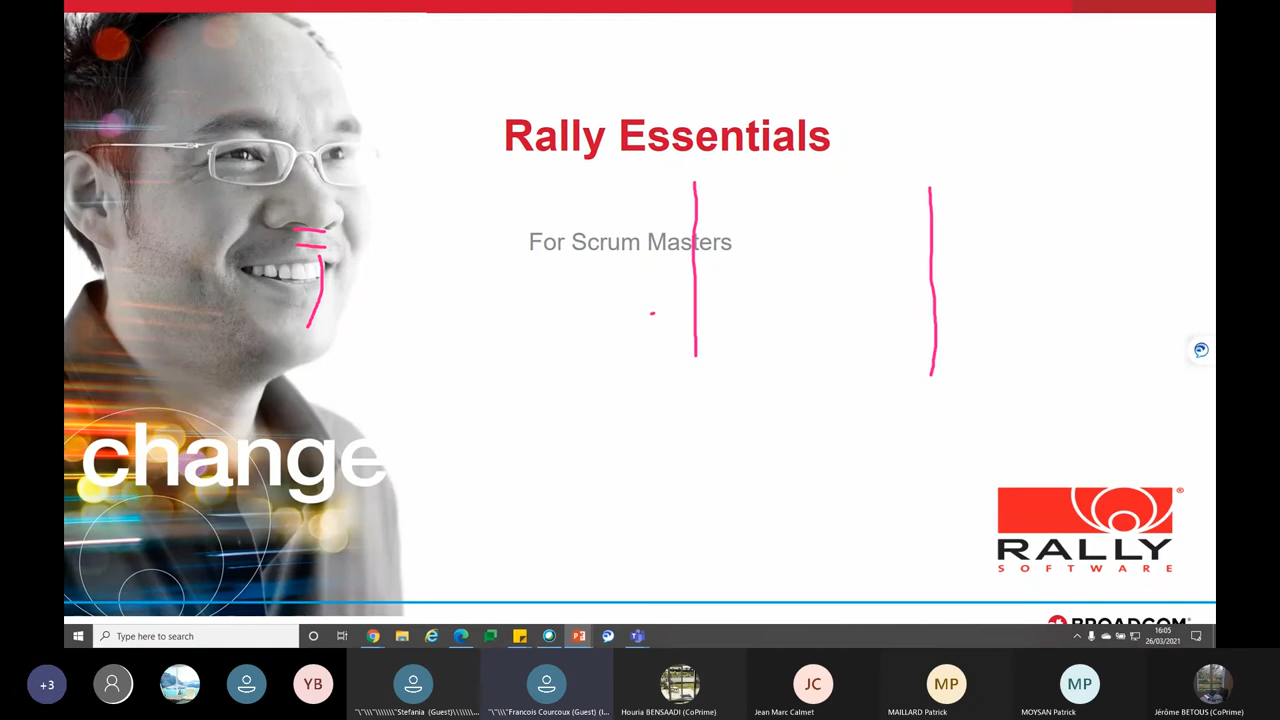 Rally Essentials
For Scrum Masters
change
RALLY
SOFTWARE
BROADCOM
Type here to search
16:05
26/03/2021
+3
YB
JC
MP
MP
"\"\\"\\\\\\\"Stefania (Guest)\\\\\\\...
"\"\\\"Francois Courcoux (Guest) (I...
Houria BENSAADI (CoPrime)
Jean Marc Calmet
MAILLARD Patrick
MOYSAN Patrick
Jérôme BETOUS (CoPrime)